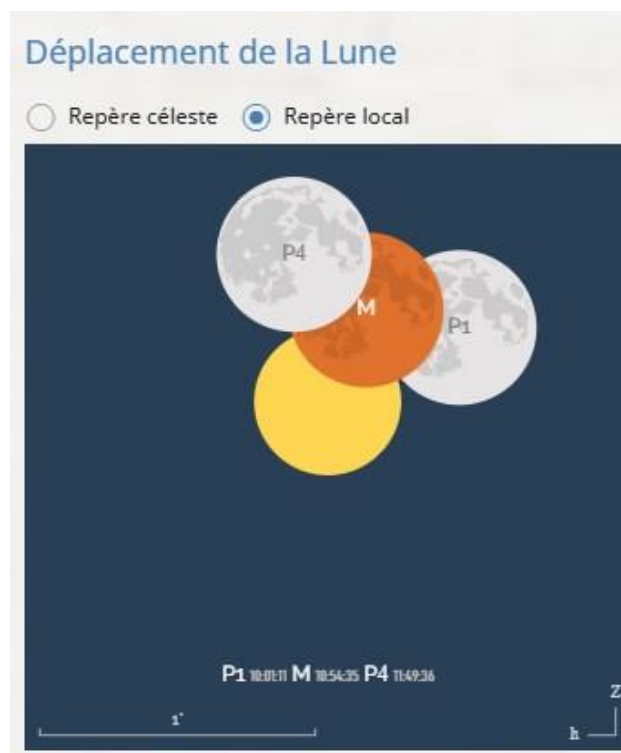 Déplacement de la Lune
Repère céleste Repère local
P4
M
P1
P1 10:01:11 M 10:54:35 P4 11:49:36
Z
1° h